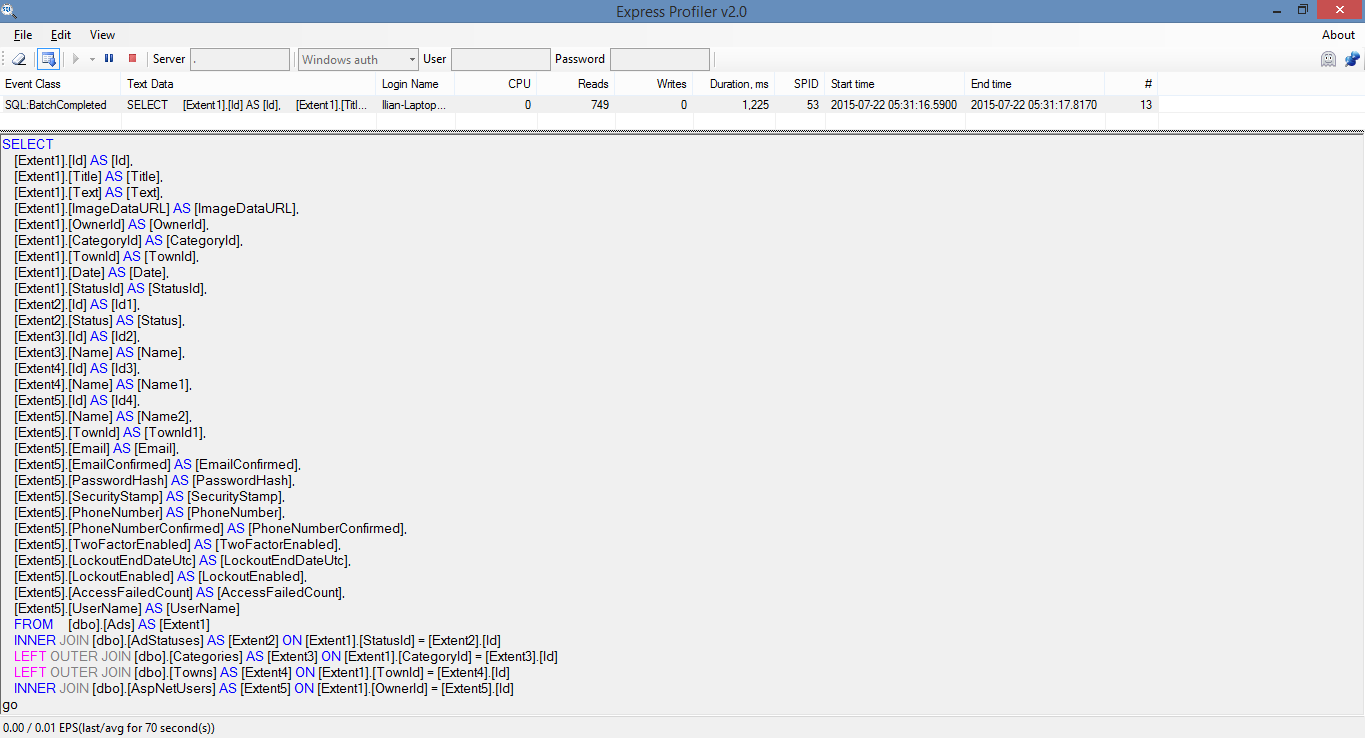 SQL
Express Profiler v2.0
File Edit View About
Server . Windows auth User Password
Event Class Text Data Login Name CPU Reads Writes Duration, ms SPID Start time End time #
SQL:BatchCompleted SELECT [Extent1].[Id] AS [Id], [Extent1].[Titl... Ilian-Laptop... 0 749 0 1,225 53 2015-07-22 05:31:16.5900 2015-07-22 05:31:17.8170 13
SELECT
[Extent1].[Id] AS [Id],
[Extent1].[Title] AS [Title],
[Extent1].[Text] AS [Text],
[Extent1].[ImageDataURL] AS [ImageDataURL],
[Extent1].[OwnerId] AS [OwnerId],
[Extent1].[CategoryId] AS [CategoryId],
[Extent1].[TownId] AS [TownId],
[Extent1].[Date] AS [Date],
[Extent1].[StatusId] AS [StatusId],
[Extent2].[Id] AS [Id1],
[Extent2].[Status] AS [Status],
[Extent3].[Id] AS [Id2],
[Extent3].[Name] AS [Name],
[Extent4].[Id] AS [Id3],
[Extent4].[Name] AS [Name1],
[Extent5].[Id] AS [Id4],
[Extent5].[Name] AS [Name2],
[Extent5].[TownId] AS [TownId1],
[Extent5].[Email] AS [Email],
[Extent5].[EmailConfirmed] AS [EmailConfirmed],
[Extent5].[PasswordHash] AS [PasswordHash],
[Extent5].[SecurityStamp] AS [SecurityStamp],
[Extent5].[PhoneNumber] AS [PhoneNumber],
[Extent5].[PhoneNumberConfirmed] AS [PhoneNumberConfirmed],
[Extent5].[TwoFactorEnabled] AS [TwoFactorEnabled],
[Extent5].[LockoutEndDateUtc] AS [LockoutEndDateUtc],
[Extent5].[LockoutEnabled] AS [LockoutEnabled],
[Extent5].[AccessFailedCount] AS [AccessFailedCount],
[Extent5].[UserName] AS [UserName]
FROM [dbo].[Ads] AS [Extent1]
INNER JOIN [dbo].[AdStatuses] AS [Extent2] ON [Extent1].[StatusId] = [Extent2].[Id]
LEFT OUTER JOIN [dbo].[Categories] AS [Extent3] ON [Extent1].[CategoryId] = [Extent3].[Id]
LEFT OUTER JOIN [dbo].[Towns] AS [Extent4] ON [Extent1].[TownId] = [Extent4].[Id]
INNER JOIN [dbo].[AspNetUsers] AS [Extent5] ON [Extent1].[OwnerId] = [Extent5].[Id]
go
0.00 / 0.01 EPS(last/avg for 70 second(s))